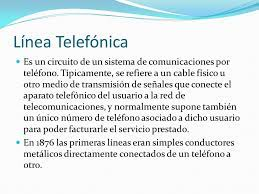 Línea Telefónica
Es un circuito de un sistema de comunicaciones por
teléfono. Típicamente, se refiere a un cable físico u
otro medio de transmisión de señales que conecte el
aparato telefónico del usuario a la red de
telecomunicaciones, y normalmente supone también
un único número de teléfono asociado a dicho usuario
para poder facturarle el servicio prestado.
En 1876 las primeras líneas eran simples conductores
metálicos directamente conectados de un teléfono a
otro.